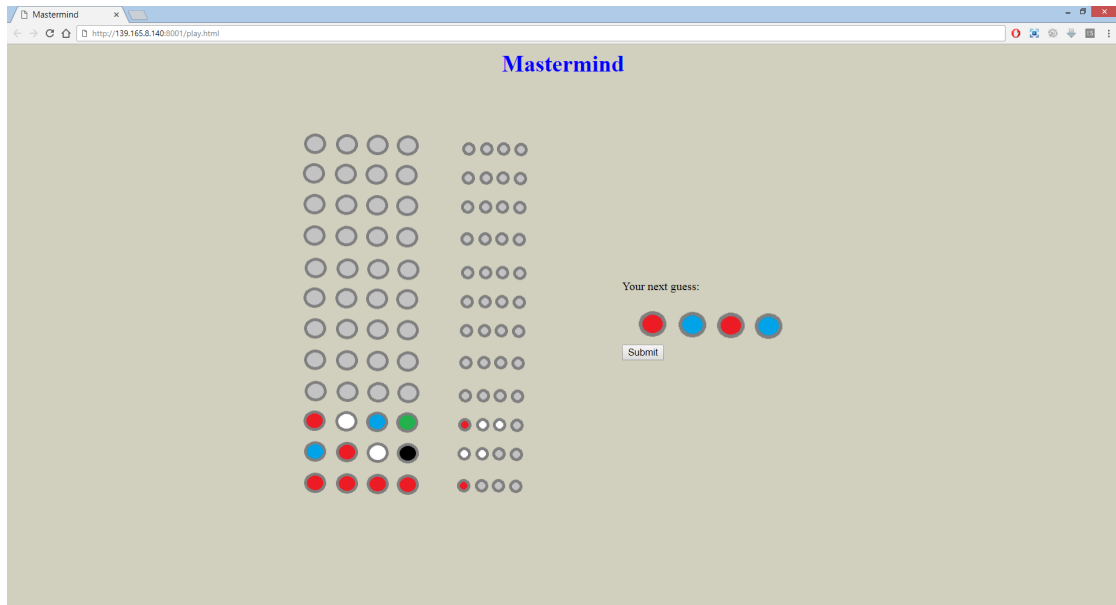 Mastermind
http://139.165.8.140:8001/play.html
Mastermind
Your next guess:
Submit